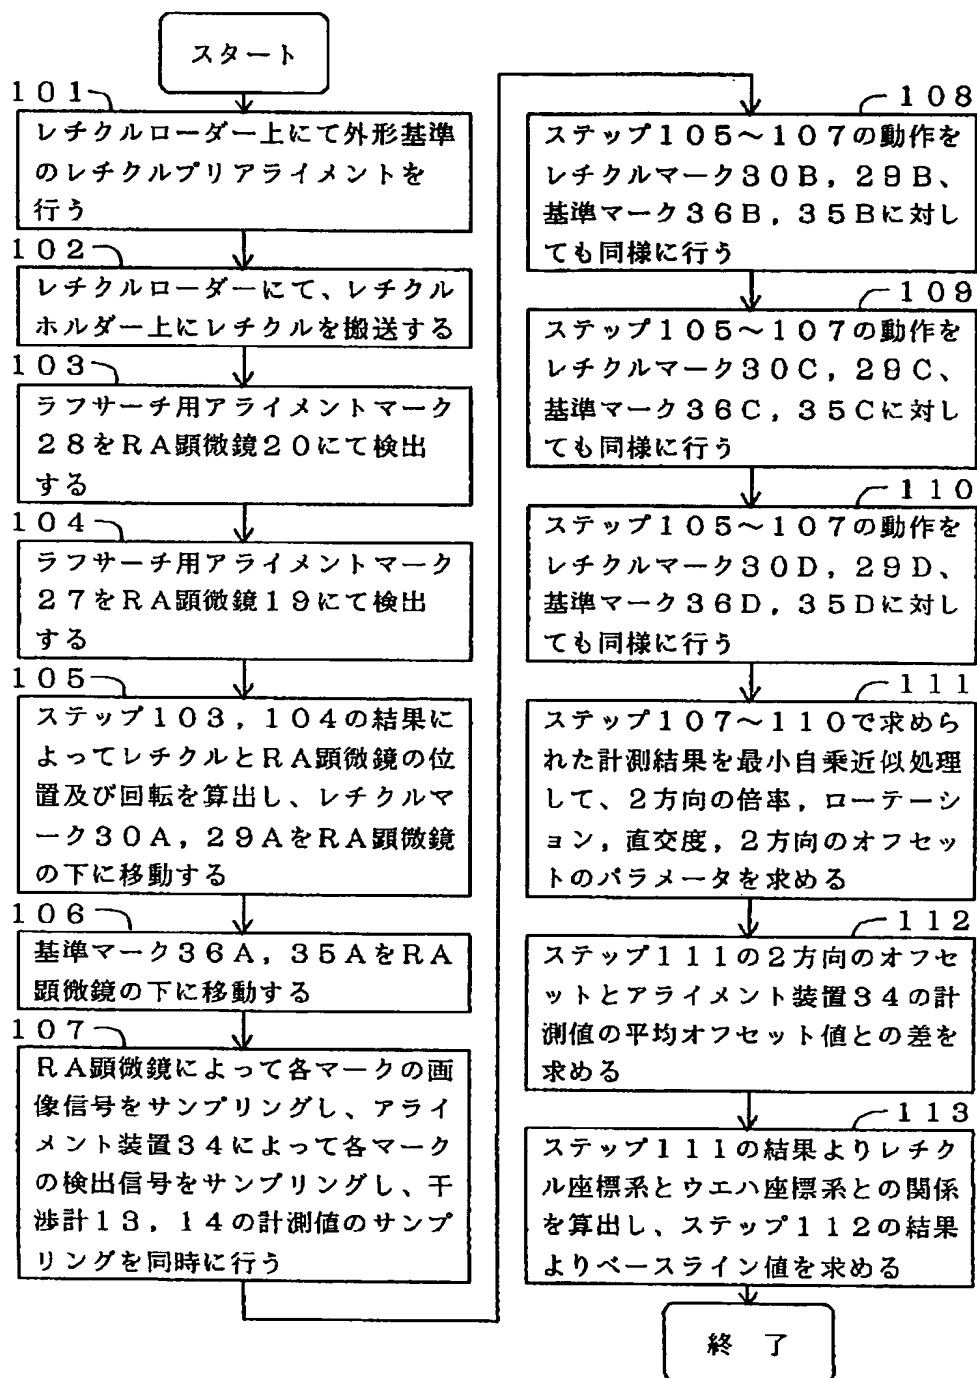 スタート
101
レチクルローダー上にて外形基準
のレチクルプリアライメントを
行う
102
レチクルローダーにて、レチクル
ホルダー上にレチクルを搬送する
103
ラフサーチ用アライメントマーク
28をRA顕微鏡20にて検出
する
104
ラフサーチ用アライメントマーク
27をRA顕微鏡19にて検出
する
105
ステップ103,104の結果に
よってレチクルとRA顕微鏡の位
置及び回転を算出し、レチクルマ
ーク30A,29AをRA顕微鏡
の下に移動する
106
基準マーク36A,35AをRA
顕微鏡の下に移動する
107
RA顕微鏡によって各マークの画
像信号をサンプリングし、アライ
メント装置34によって各マーク
の検出信号をサンプリングし、干
渉計13,14の計測値のサンプ
リングを同時に行う
108
ステップ105~107の動作を
レチクルマーク30B,29B、
基準マーク36B,35Bに対し
ても同様に行う
109
ステップ105~107の動作を
レチクルマーク30C,29C、
基準マーク36C,35Cに対し
ても同様に行う
110
ステップ105~107の動作を
レチクルマーク30D,29D、
基準マーク36D,35Dに対し
ても同様に行う
111
ステップ107~110で求めら
れた計測結果を最小自乗近似処理
して、2方向の倍率,ローテーシ
ョン,直交度,2方向のオフセッ
トのパラメータを求める
112
ステップ111の2方向のオフセ
ットとアライメント装置34の計
測値の平均オフセット値との差を
求める
113
ステップ111の結果よりレチク
ル座標系とウエハ座標系との関係
を算出し、ステップ112の結果
よりベースライン値を求める
終 了